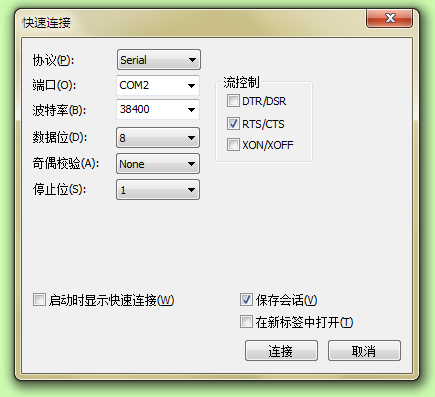 快速连接
协议(P): Serial
端口(O): COM2
波特率(B): 38400
数据位(D): 8
奇偶校验(A): None
停止位(S): 1
流控制
DTR/DSR
RTS/CTS
XON/XOFF
启动时显示快速连接(W)
保存会话(V)
在新标签中打开(T)
连接 取消